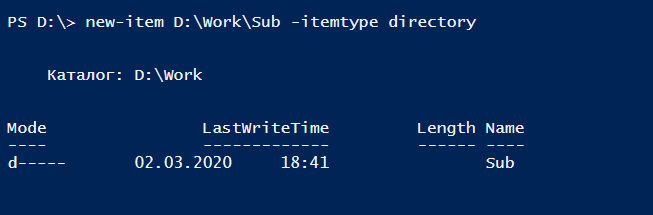 PS D:\> new-item D:\Work\Sub -itemtype directory
Каталог: D:\Work
Mode LastWriteTime Length Name
---- ------------- ------ ----
d----- 02.03.2020 18:41 Sub